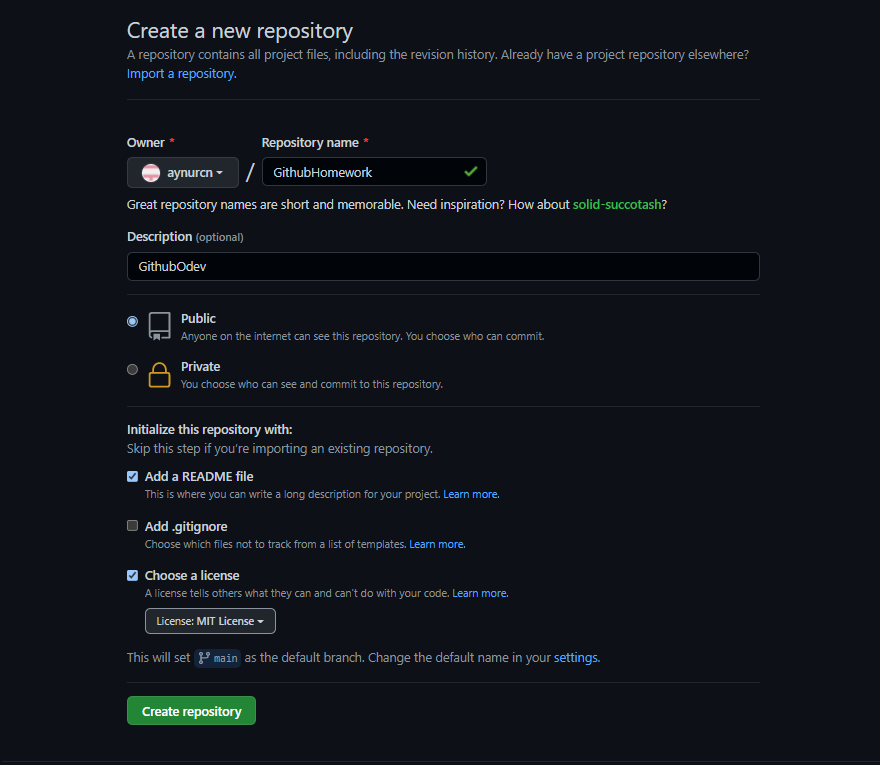 Create a new repository
A repository contains all project files, including the revision history. Already have a project repository elsewhere?
Import a repository.
Owner *
Repository name *
aynurcn
/
GithubHomework
Great repository names are short and memorable. Need inspiration? How about solid-succotash?
Description (optional)
GithubOdev
Public
Anyone on the internet can see this repository. You choose who can commit.
Private
You choose who can see and commit to this repository.
Initialize this repository with:
Skip this step if you're importing an existing repository.
Add a README file
This is where you can write a long description for your project. Learn more.
Add .gitignore
Choose which files not to track from a list of templates. Learn more.
Choose a license
A license tells others what they can and can't do with your code. Learn more.
License: MIT License
This will set main as the default branch. Change the default name in your settings.
Create repository